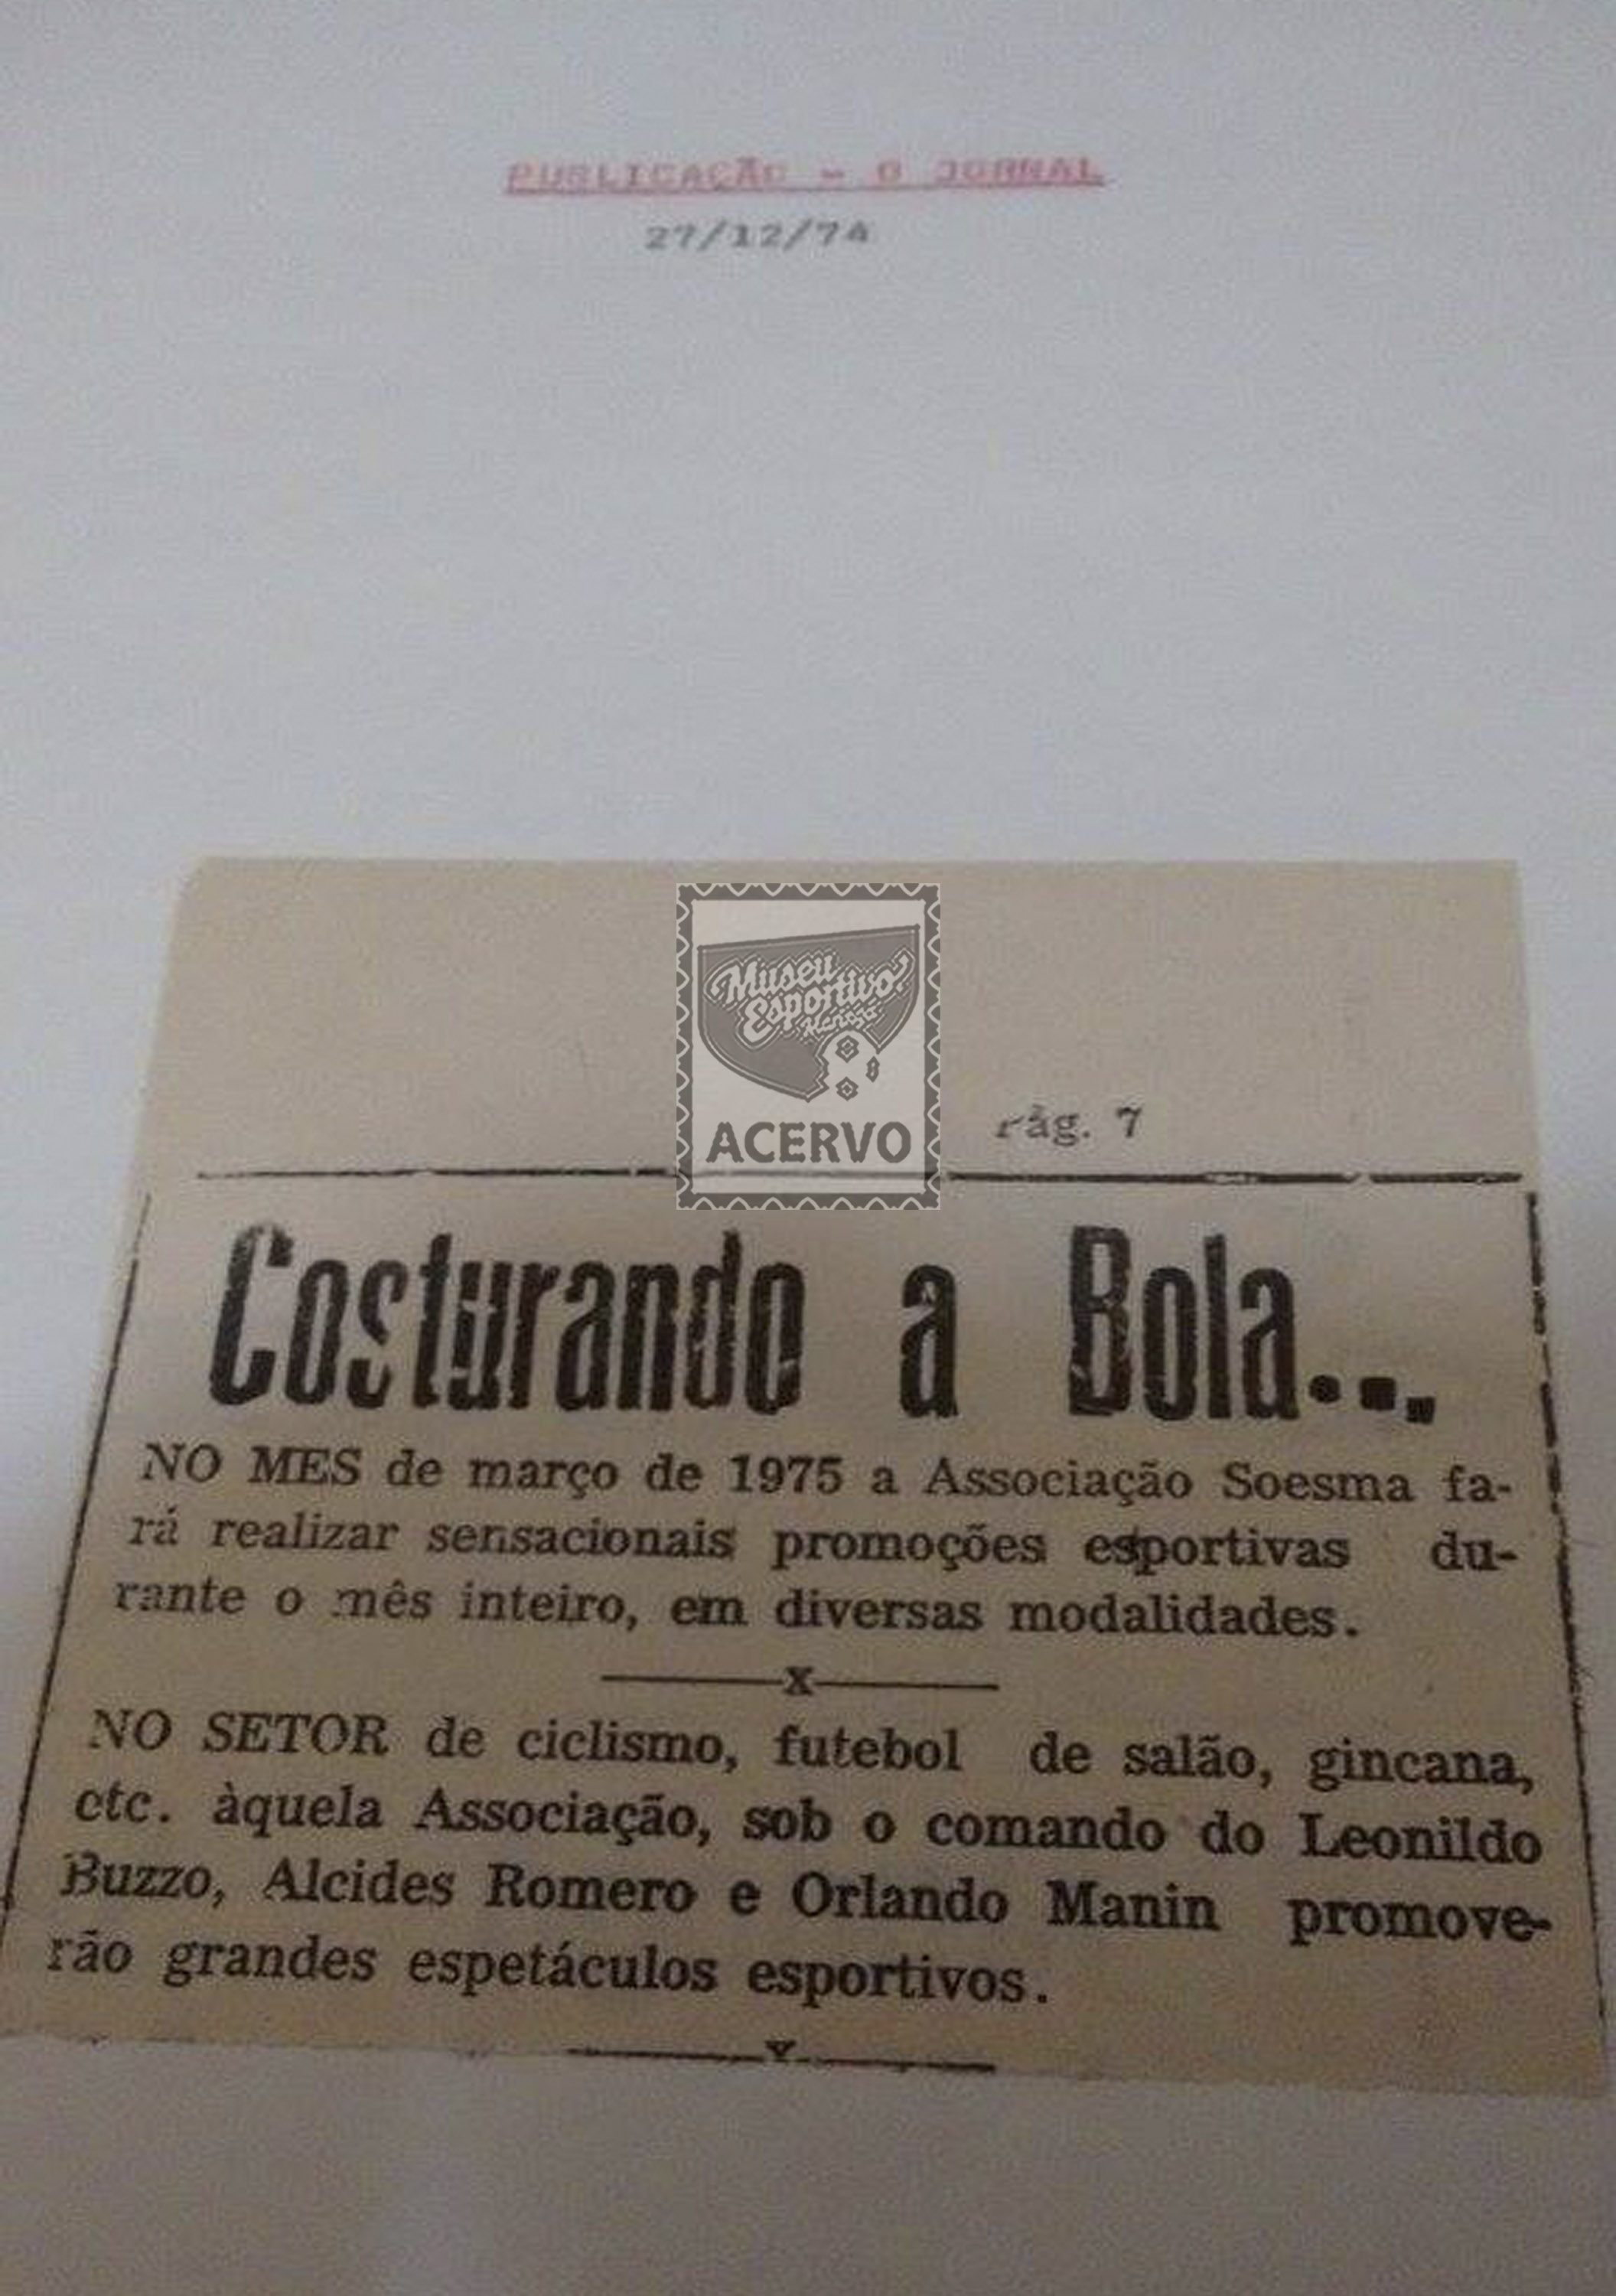 PUBLICAÇÃO - O JORNAL
27/12/74
Museu
Esportivo
Maringá
ACERVO
pág. 7
Costurando a Bola...
NO MES de março de 1975 a Associação Soesma fa-
rá realizar sensacionais promoções esportivas du-
rante o mês inteiro, em diversas modalidades.
X
NO SETOR de ciclismo, futebol de salão, gincana,
etc. àquela Associação, sob o comando do Leonildo
Buzzo, Alcides Romero e Orlando Manin promove-
rão grandes espetáculos esportivos.